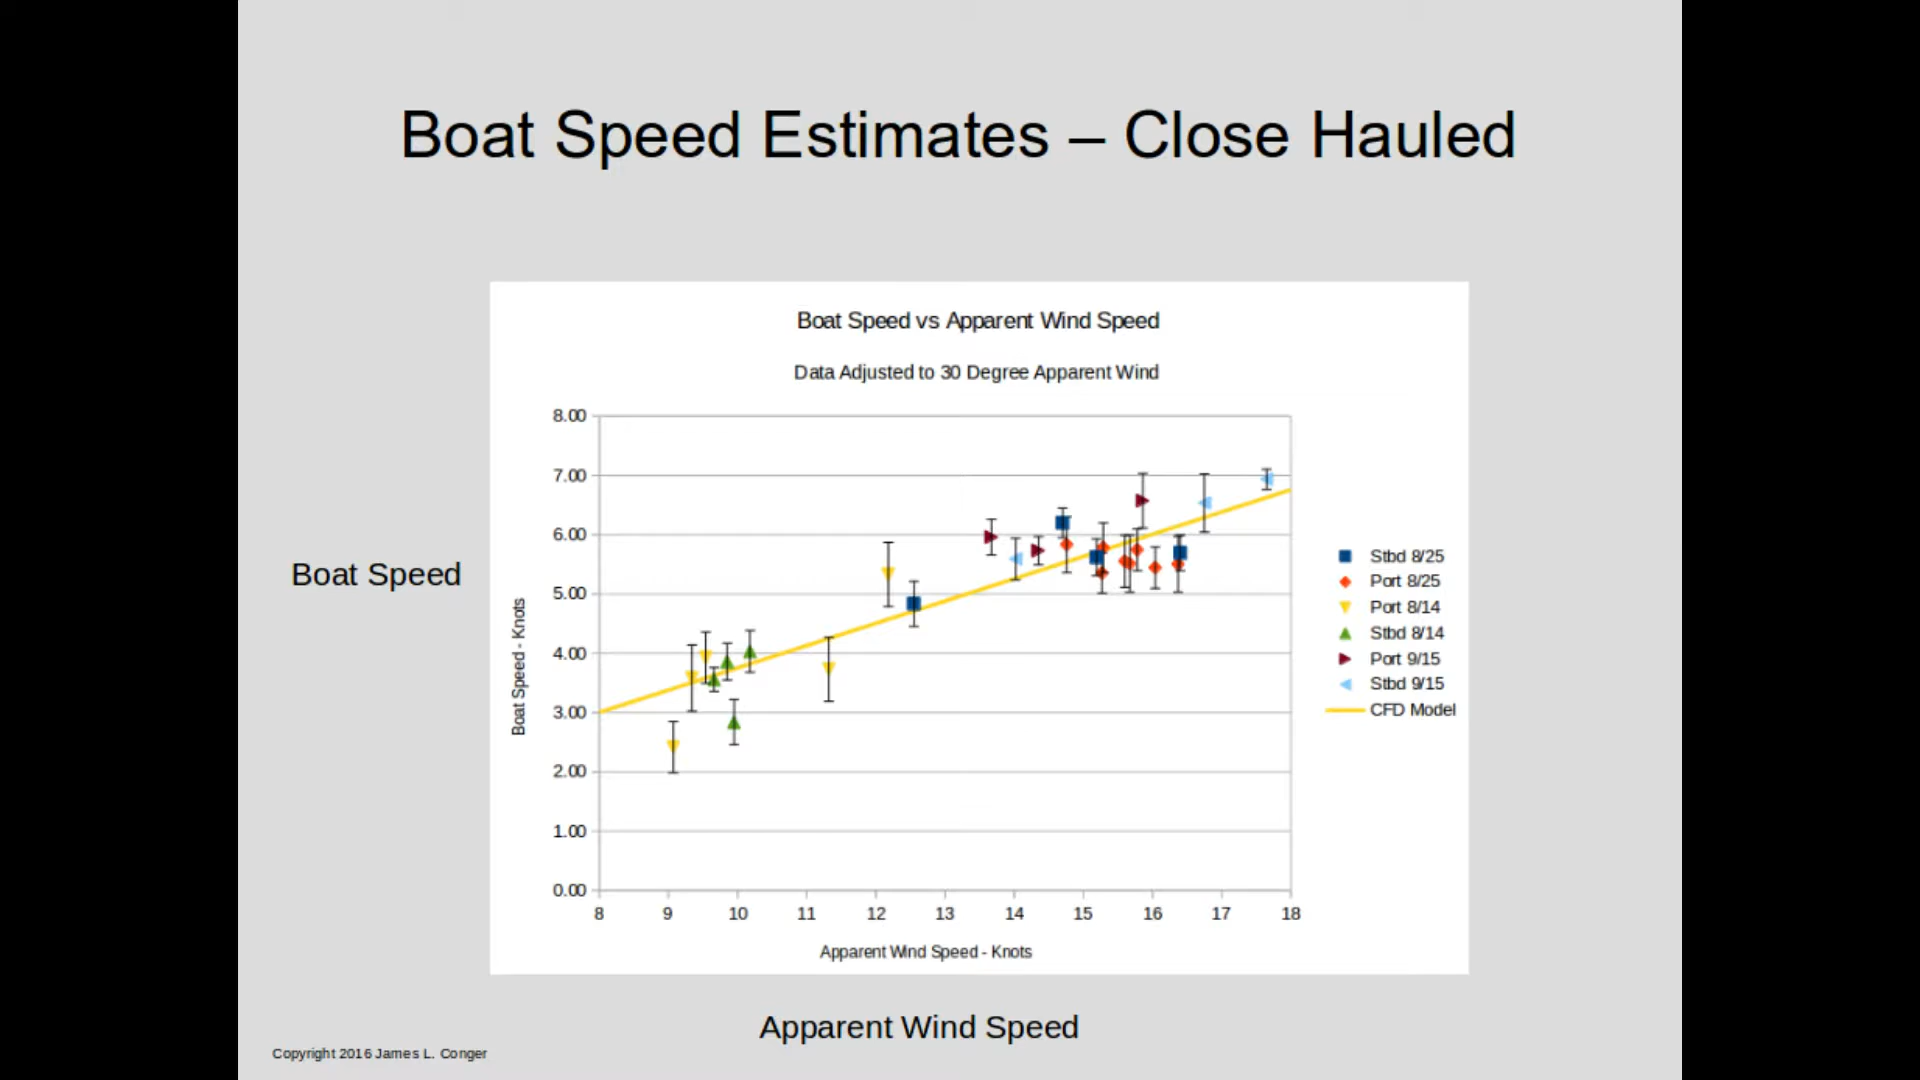 Boat Speed Estimates – Close Hauled
Boat Speed vs Apparent Wind Speed
Data Adjusted to 30 Degree Apparent Wind
8.00
7.00
6.00
5.00
4.00
3.00
2.00
1.00
0.00
Boat Speed
Boat Speed - Knots
Stbd 8/25
Port 8/25
Port 8/14
Stbd 8/14
Port 9/15
Stbd 9/15
CFD Model
8 9 10 11 12 13 14 15 16 17 18
Apparent Wind Speed - Knots
Apparent Wind Speed
Copyright 2016 James L. Conger